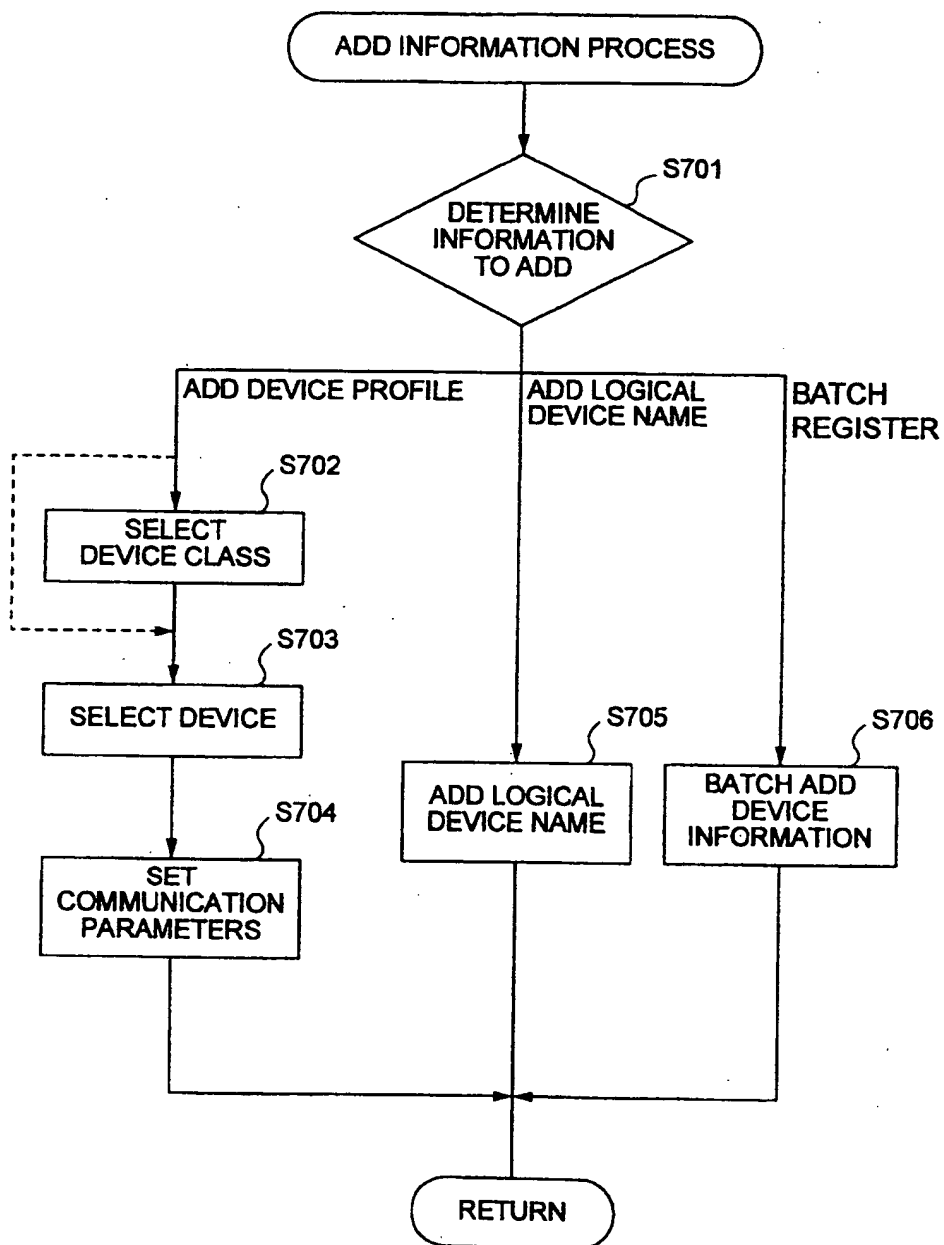 ADD INFORMATION PROCESS
S701
DETERMINE
INFORMATION
TO ADD
ADD DEVICE PROFILE
ADD LOGICAL
DEVICE NAME
BATCH
REGISTER
S702
SELECT
DEVICE CLASS
S703
SELECT DEVICE
S704
SET
COMMUNICATION
PARAMETERS
S705
ADD LOGICAL
DEVICE NAME
S706
BATCH ADD
DEVICE
INFORMATION
RETURN